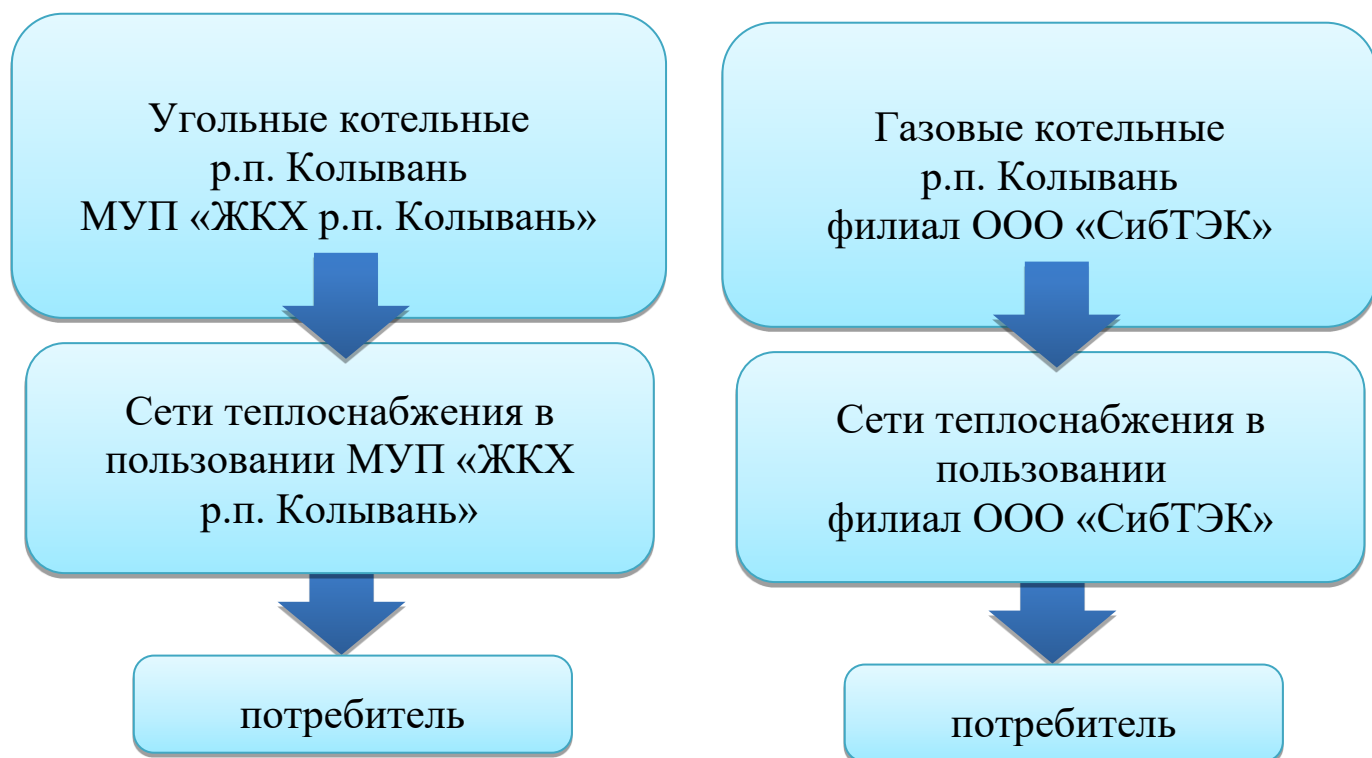 Угольные котельные
р.п. Колывань
МУП «ЖКХ р.п. Колывань»
Сети теплоснабжения в
пользовании МУП «ЖКХ
р.п. Колывань»
потребитель
Газовые котельные
р.п. Колывань
филиал ООО «СибТЭК»
Сети теплоснабжения в
пользовании
филиал ООО «СибТЭК»
потребитель